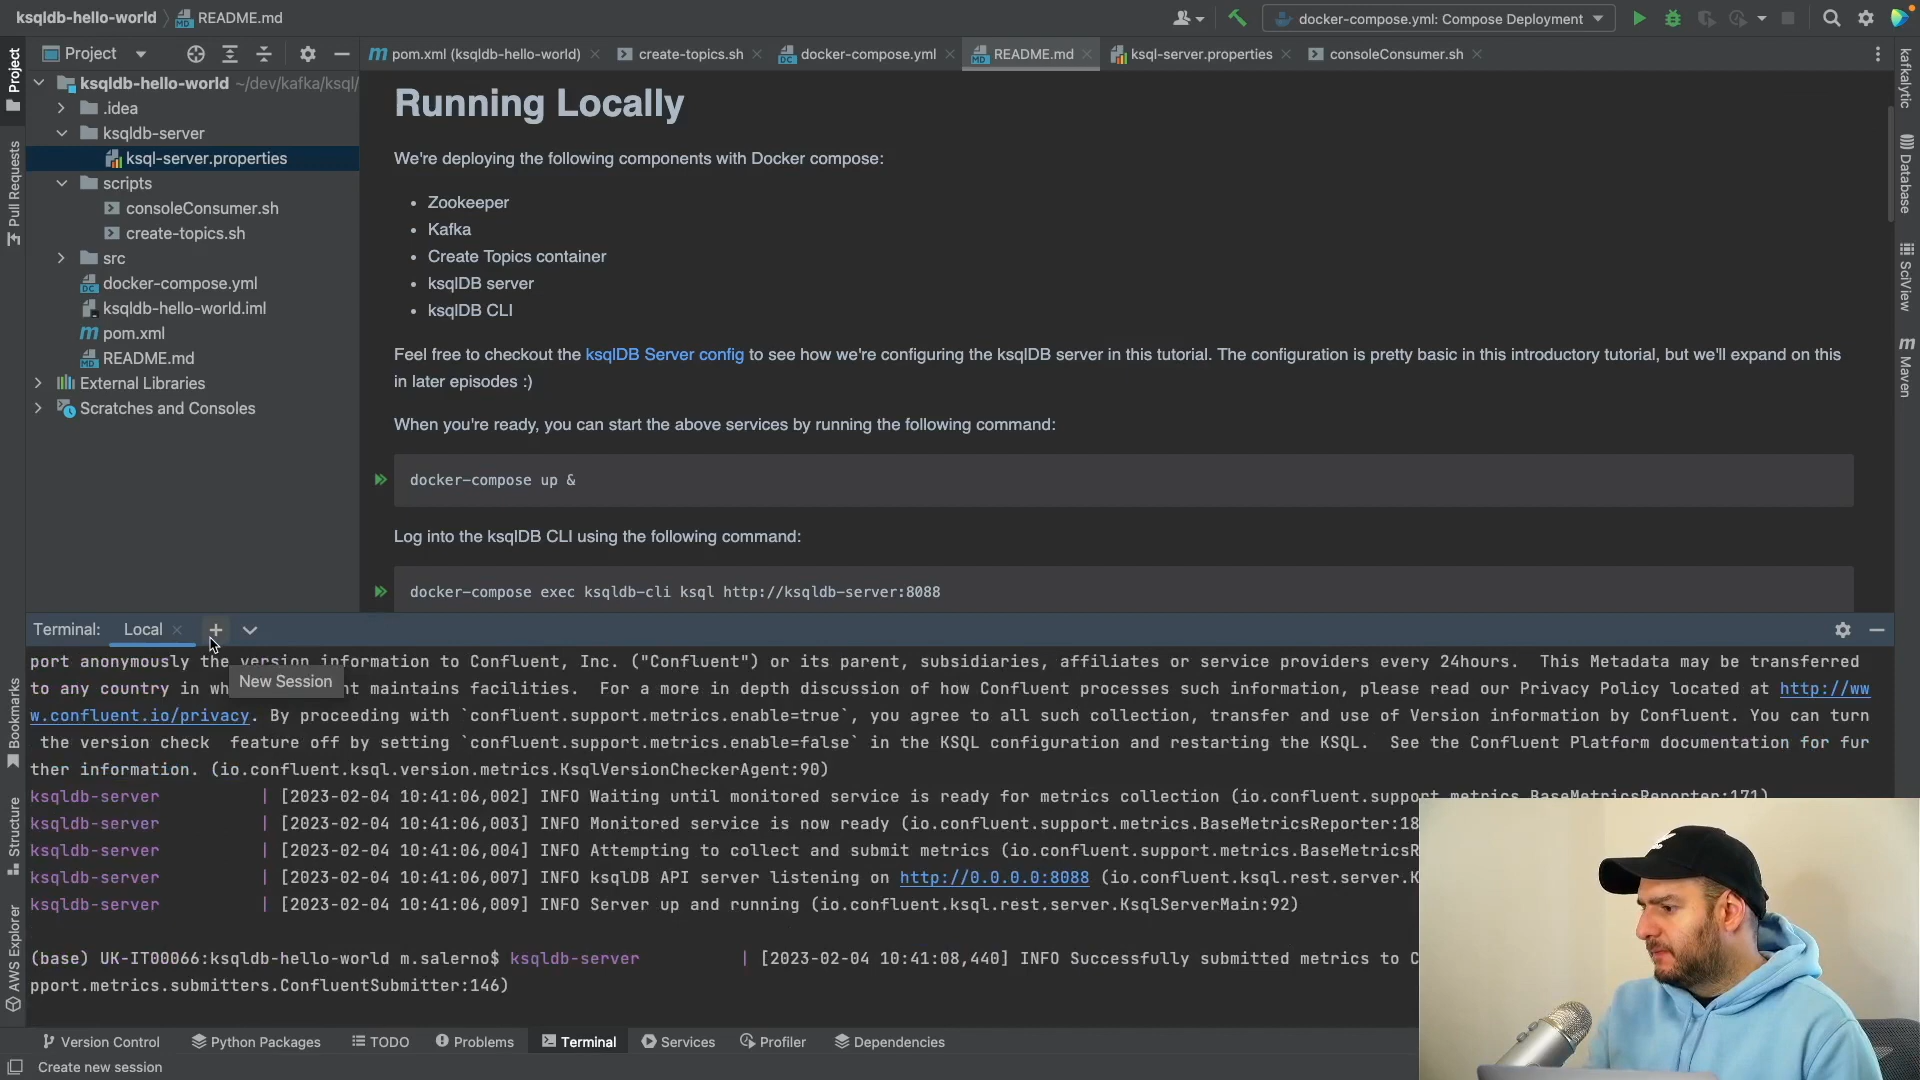 ksqldb-hello-world
README.md
docker-compose.yml: Compose Deployment
Project
pom.xml (ksqldb-hello-world)
create-topics.sh
docker-compose.yml
README.md
ksql-server.properties
consoleConsumer.sh
ksqldb-hello-world ~/dev/kafka/ksql/
.idea
ksqldb-server
ksql-server.properties
scripts
consoleConsumer.sh
create-topics.sh
src
docker-compose.yml
ksqldb-hello-world.iml
pom.xml
README.md
External Libraries
Scratches and Consoles
Project
Pull Requests
Bookmarks
Structure
AWS Explorer
Running Locally
We're deploying the following components with Docker compose:
• Zookeeper
• Kafka
• Create Topics container
• ksqlDB server
• ksqlDB CLI
Feel free to checkout the ksqlDB Server config to see how we're configuring the ksqlDB server in this tutorial. The configuration is pretty basic in this introductory tutorial, but we'll expand on this
in later episodes :)
When you're ready, you can start the above services by running the following command:
docker-compose up &
Log into the ksqlDB CLI using the following command:
docker-compose exec ksqldb-cli ksql http://ksqldb-server:8088
kafkalytic
Database
SciView
Maven
Terminal:
Local
New Session
port anonymously the version information to Confluent, Inc. ("Confluent") or its parent, subsidiaries, affiliates or service providers every 24hours.  This Metadata may be transferred
to any country in wh nt maintains facilities.  For a more in depth discussion of how Confluent processes such information, please read our Privacy Policy located at http://ww
w.confluent.io/privacy. By proceeding with `confluent.support.metrics.enable=true`, you agree to all such collection, transfer and use of Version information by Confluent. You can turn
the version check  feature off by setting `confluent.support.metrics.enable=false` in the KSQL configuration and restarting the KSQL.  See the Confluent Platform documentation for fur
ther information. (io.confluent.ksql.version.metrics.KsqlVersionCheckerAgent:90)
ksqldb-server | [2023-02-04 10:41:06,002] INFO Waiting until monitored service is ready for metrics collection (io.confluent.support.metrics.BaseMetricsReporter:171)
ksqldb-server | [2023-02-04 10:41:06,003] INFO Monitored service is now ready (io.confluent.support.metrics.BaseMetricsReporter:18
ksqldb-server | [2023-02-04 10:41:06,004] INFO Attempting to collect and submit metrics (io.confluent.support.metrics.BaseMetricsR
ksqldb-server | [2023-02-04 10:41:06,007] INFO ksqlDB API server listening on http://0.0.0.0:8088 (io.confluent.ksql.rest.server.K
ksqldb-server | [2023-02-04 10:41:06,009] INFO Server up and running (io.confluent.ksql.rest.server.KsqlServerMain:92)
(base) UK-IT00066:ksqldb-hello-world m.salerno$ ksqldb-server | [2023-02-04 10:41:08,440] INFO Successfully submitted metrics to C
pport.metrics.submitters.ConfluentSubmitter:146)
Version Control
Python Packages
TODO
Problems
Terminal
Services
Profiler
Dependencies
Create new session